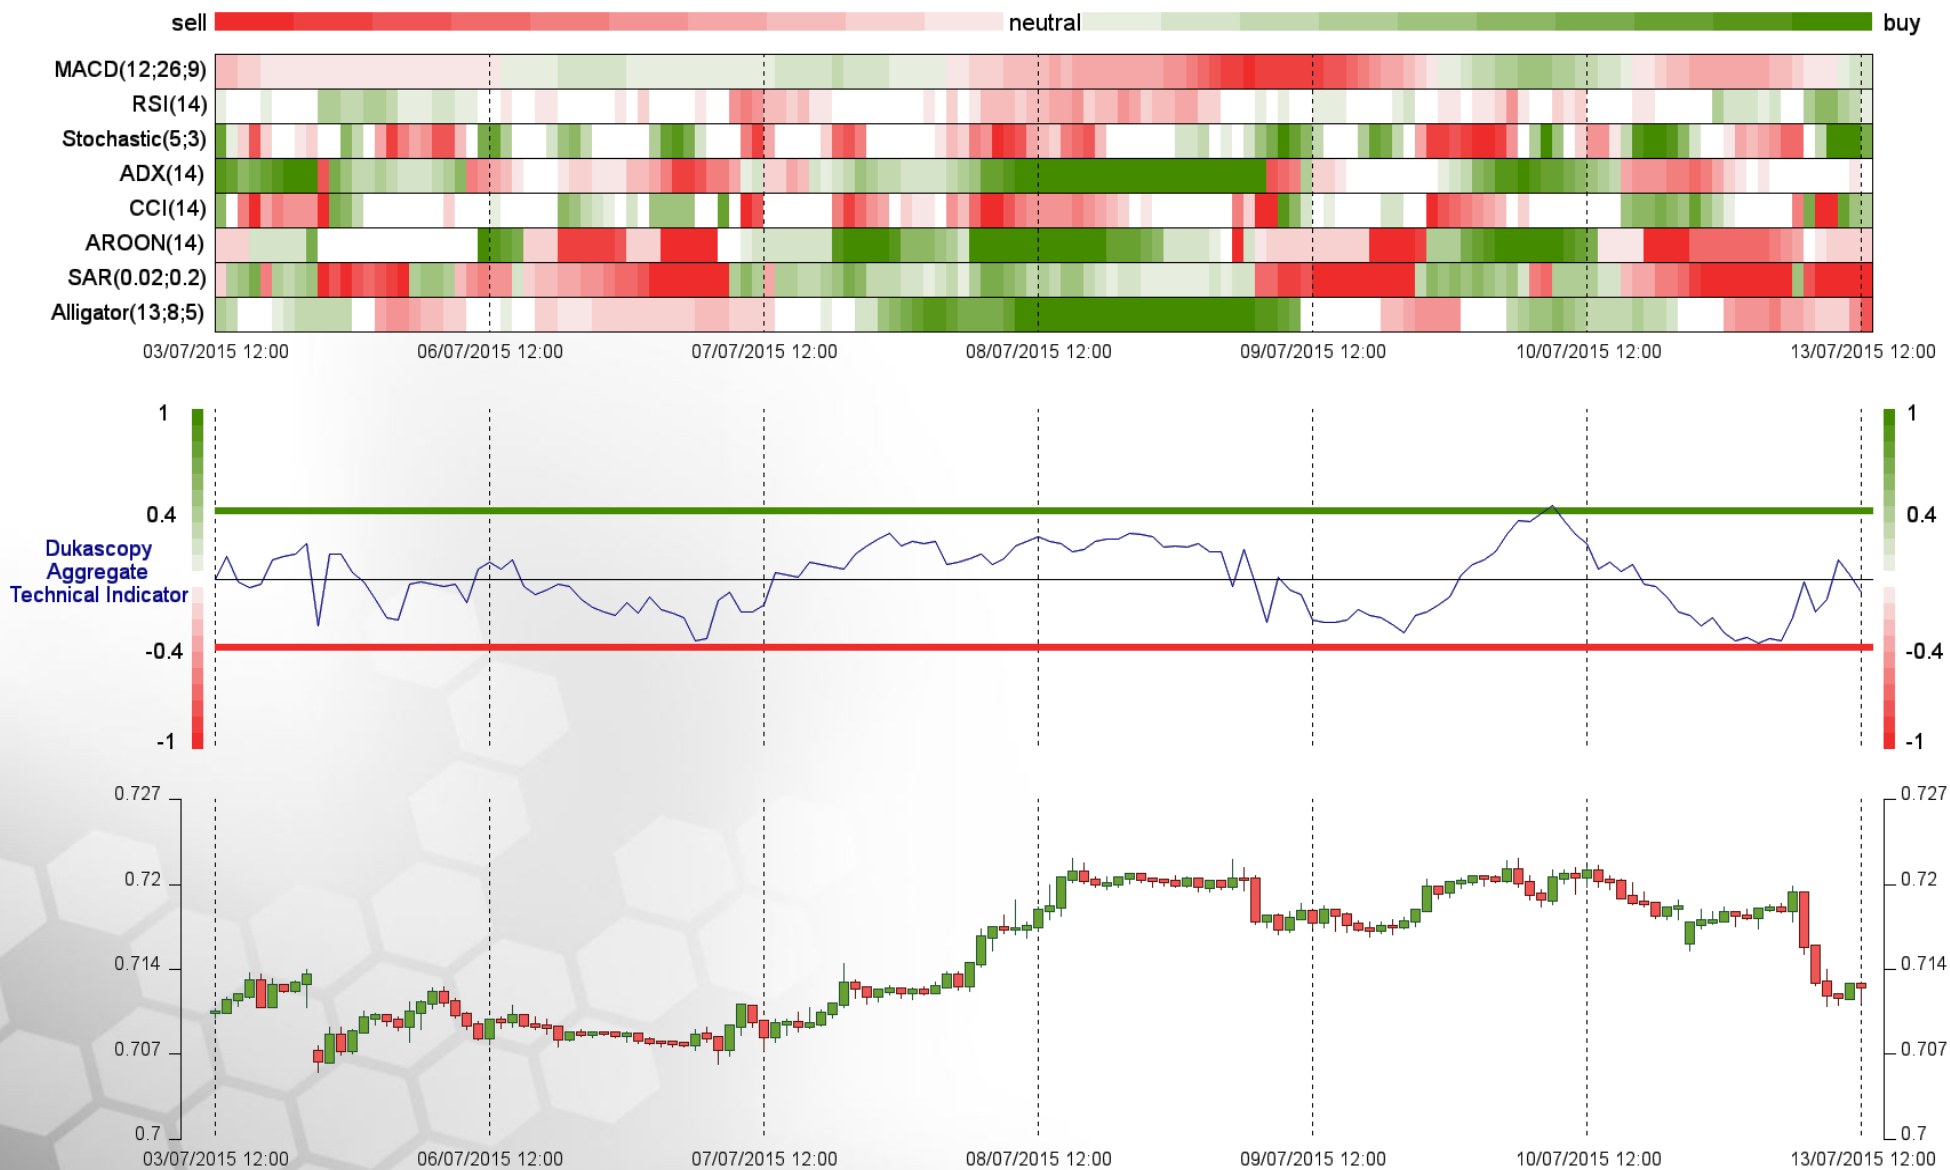 sell neutral buy
MACD(12;26;9)
RSI(14)
Stochastic(5;3)
ADX(14)
CCI(14)
AROON(14)
SAR(0.02;0.2)
Alligator(13;8;5)
03/07/2015 12:00 06/07/2015 12:00 07/07/2015 12:00 08/07/2015 12:00 09/07/2015 12:00 10/07/2015 12:00 13/07/2015 12:00
1 1
0.4 0.4
Dukascopy
Aggregate
Technical Indicator
-0.4 -0.4
-1 -1
0.727 0.727
0.72 0.72
0.714 0.714
0.707 0.707
0.7 0.7
03/07/2015 12:00 06/07/2015 12:00 07/07/2015 12:00 08/07/2015 12:00 09/07/2015 12:00 10/07/2015 12:00 13/07/2015 12:00